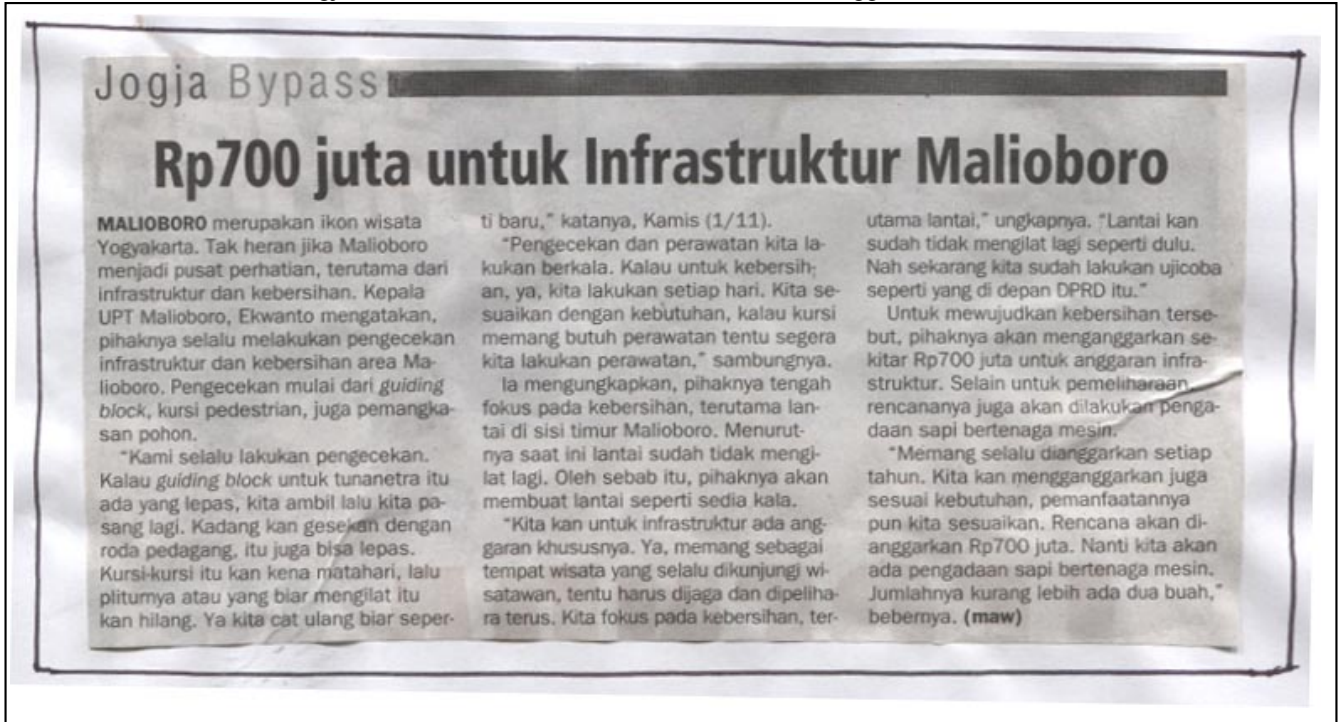 Jogja Bypass
Rp700 juta untuk Infrastruktur Malioboro
MALIOBORO merupakan ikon wisata
Yogyakarta. Tak heran jika Malioboro
menjadi pusat perhatian, terutama dari
infrastruktur dan kebersihan. Kepala
UPT Malioboro, Ekwanto mengatakan,
pihaknya selalu melakukan pengecekan
infrastruktur dan kebersihan area Ma-
lioboro. Pengecekan mulai dari guiding
block, kursi pedestrian, juga pemangka-
san pohon.
"Kami selalu lakukan pengecekan.
Kalau guiding block untuk tunanetra itu
ada yang lepas, kita ambil lalu kita pa-
sang lagi. Kadang kan gesekan dengan
roda pedagang, itu juga bisa lepas.
Kursi-kursi itu kan kena matahari, lalu
pliturnya atau yang biar mengilat itu
kan hilang. Ya kita cat ulang biar seper-
ti baru," katanya, Kamis (1/11).
"Pengecekan dan perawatan kita la-
kukan berkala. Kalau untuk kebersih-
an, ya, kita lakukan setiap hari. Kita se-
suaikan dengan kebutuhan, kalau kursi
memang butuh perawatan tentu segera
kita lakukan perawatan," sambungnya.
Ia mengungkapkan, pihaknya tengah
fokus pada kebersihan, terutama lan-
tai di sisi timur Malioboro. Menurut-
nya saat ini lantai sudah tidak mengi-
lat lagi. Oleh sebab itu, pihaknya akan
membuat lantai seperti sedia kala.
"Kita kan untuk infrastruktur ada ang-
garan khususnya. Ya, memang sebagai
tempat wisata yang selalu dikunjungi wi-
satawan, tentu harus dijaga dan dipeliha-
ra terus. Kita fokus pada kebersihan, ter-
utama lantai," ungkapnya. "Lantai kan
sudah tidak mengilat lagi seperti dulu.
Nah sekarang kita sudah lakukan ujicoba
seperti yang di depan DPRD itu."
Untuk mewujudkan kebersihan terse-
but, pihaknya akan menganggarkan se-
kitar Rp700 juta untuk anggaran infra-
struktur. Selain untuk pemeliharaan,
rencananya juga akan dilakukan penga-
daan sapi bertenaga mesin.
"Memang selalu dianggarkan setiap
tahun. Kita kan mengganggarkan juga
sesuai kebutuhan, pemanfaatannya
pun kita sesuaikan. Rencana akan di-
anggarkan Rp700 juta. Nanti kita akan
ada pengadaan sapi bertenaga mesin.
Jumlahnya kurang lebih ada dua buah,"
bebernya. (maw)